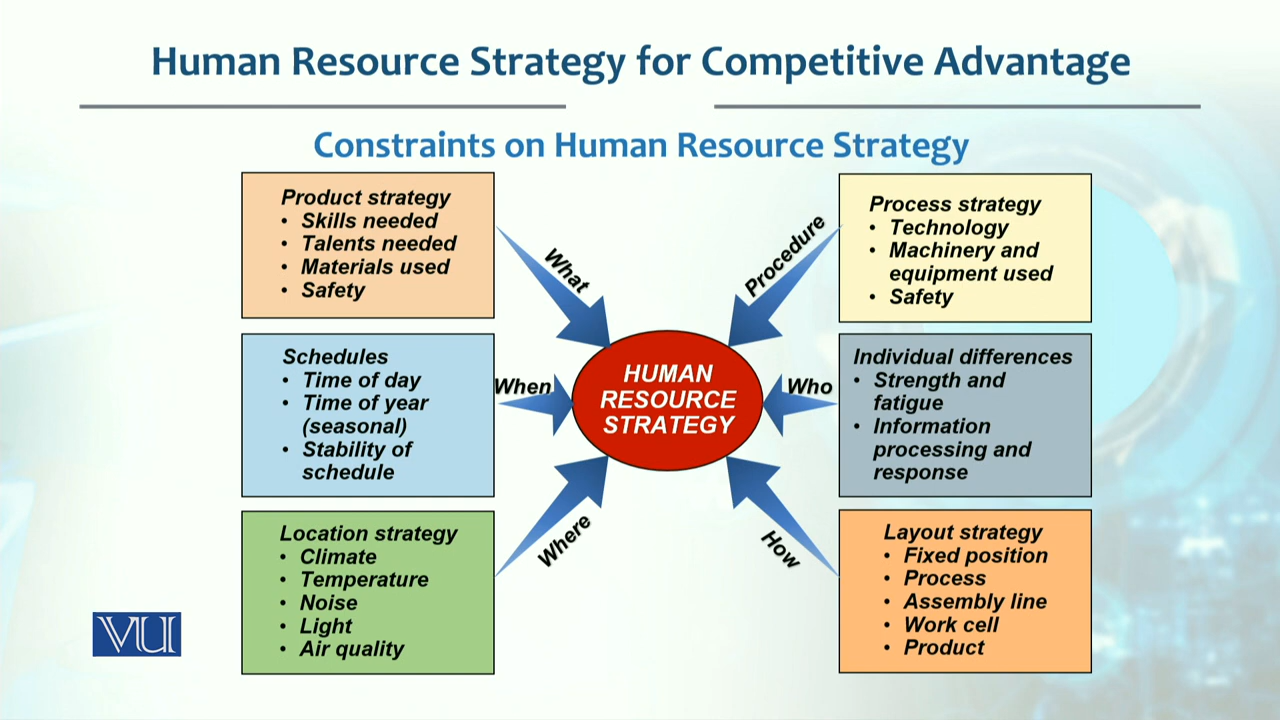 Human Resource Strategy for Competitive Advantage
Constraints on Human Resource Strategy
Product strategy
• Skills needed
• Talents needed
• Materials used
• Safety
What
Schedules
• Time of day
• Time of year
(seasonal)
• Stability of
schedule
When
Location strategy
• Climate
• Temperature
• Noise
• Light
• Air quality
Where
HUMAN
RESOURCE
STRATEGY
Procedure
Process strategy
• Technology
• Machinery and
equipment used
• Safety
Who
Individual differences
• Strength and
fatigue
• Information
processing and
response
How
Layout strategy
• Fixed position
• Process
• Assembly line
• Work cell
• Product
VU